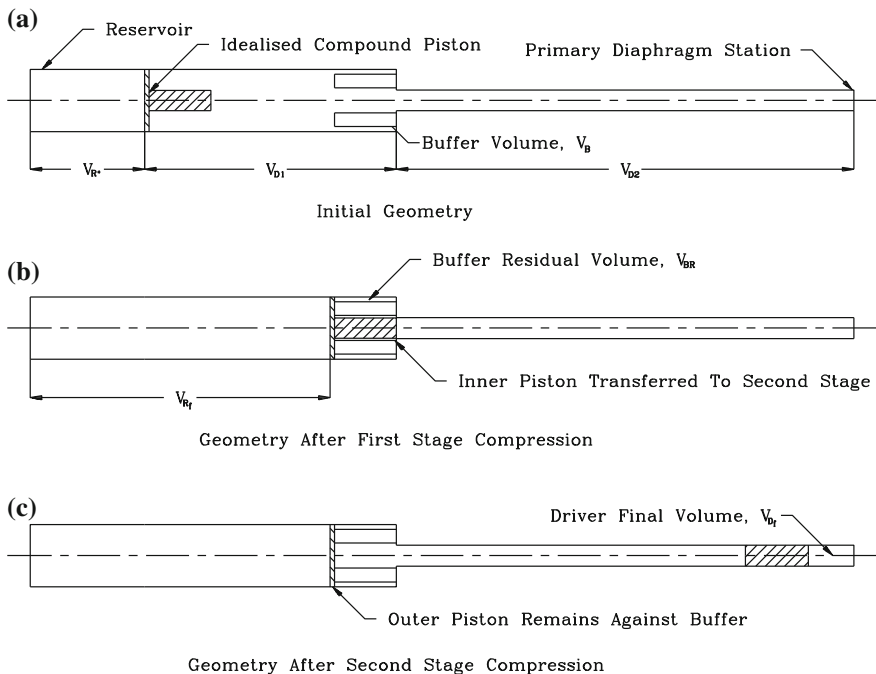 (a)
Reservoir
Idealised Compound Piston
Primary Diaphragm Station
Buffer Volume, V_B
V_R* V_D1 V_D2
Initial Geometry
(b)
Buffer Residual Volume, V_BR
Inner Piston Transferred To Second Stage
V_Rf
Geometry After First Stage Compression
(c)
Driver Final Volume, V_Df
Outer Piston Remains Against Buffer
Geometry After Second Stage Compression